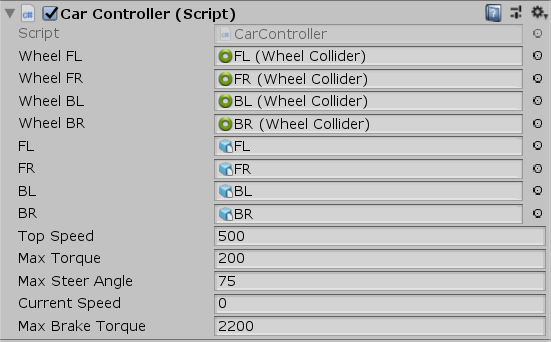 Car Controller (Script)
Script CarController
Wheel FL FL (Wheel Collider)
Wheel FR FR (Wheel Collider)
Wheel BL BL (Wheel Collider)
Wheel BR BR (Wheel Collider)
FL FL
FR FR
BL BL
BR BR
Top Speed 500
Max Torque 200
Max Steer Angle 75
Current Speed 0
Max Brake Torque 2200